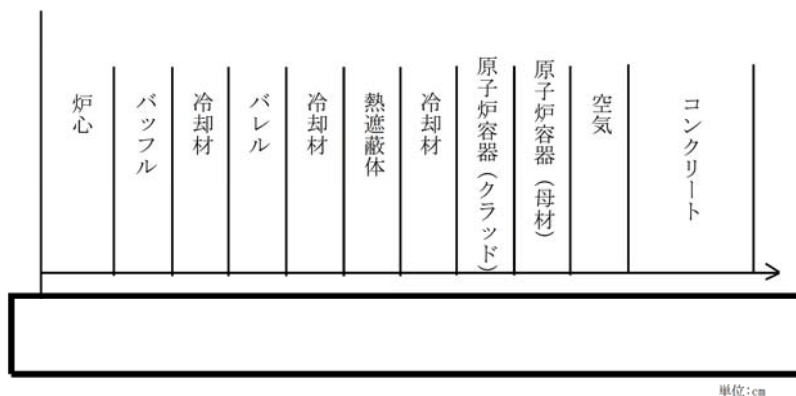 炉心
バッフル
冷却材
バレル
冷却材
熱遮蔽体
冷却材
原子炉容器(クラッド)
原子炉容器(母材)
空気
コンクリート
単位:cm